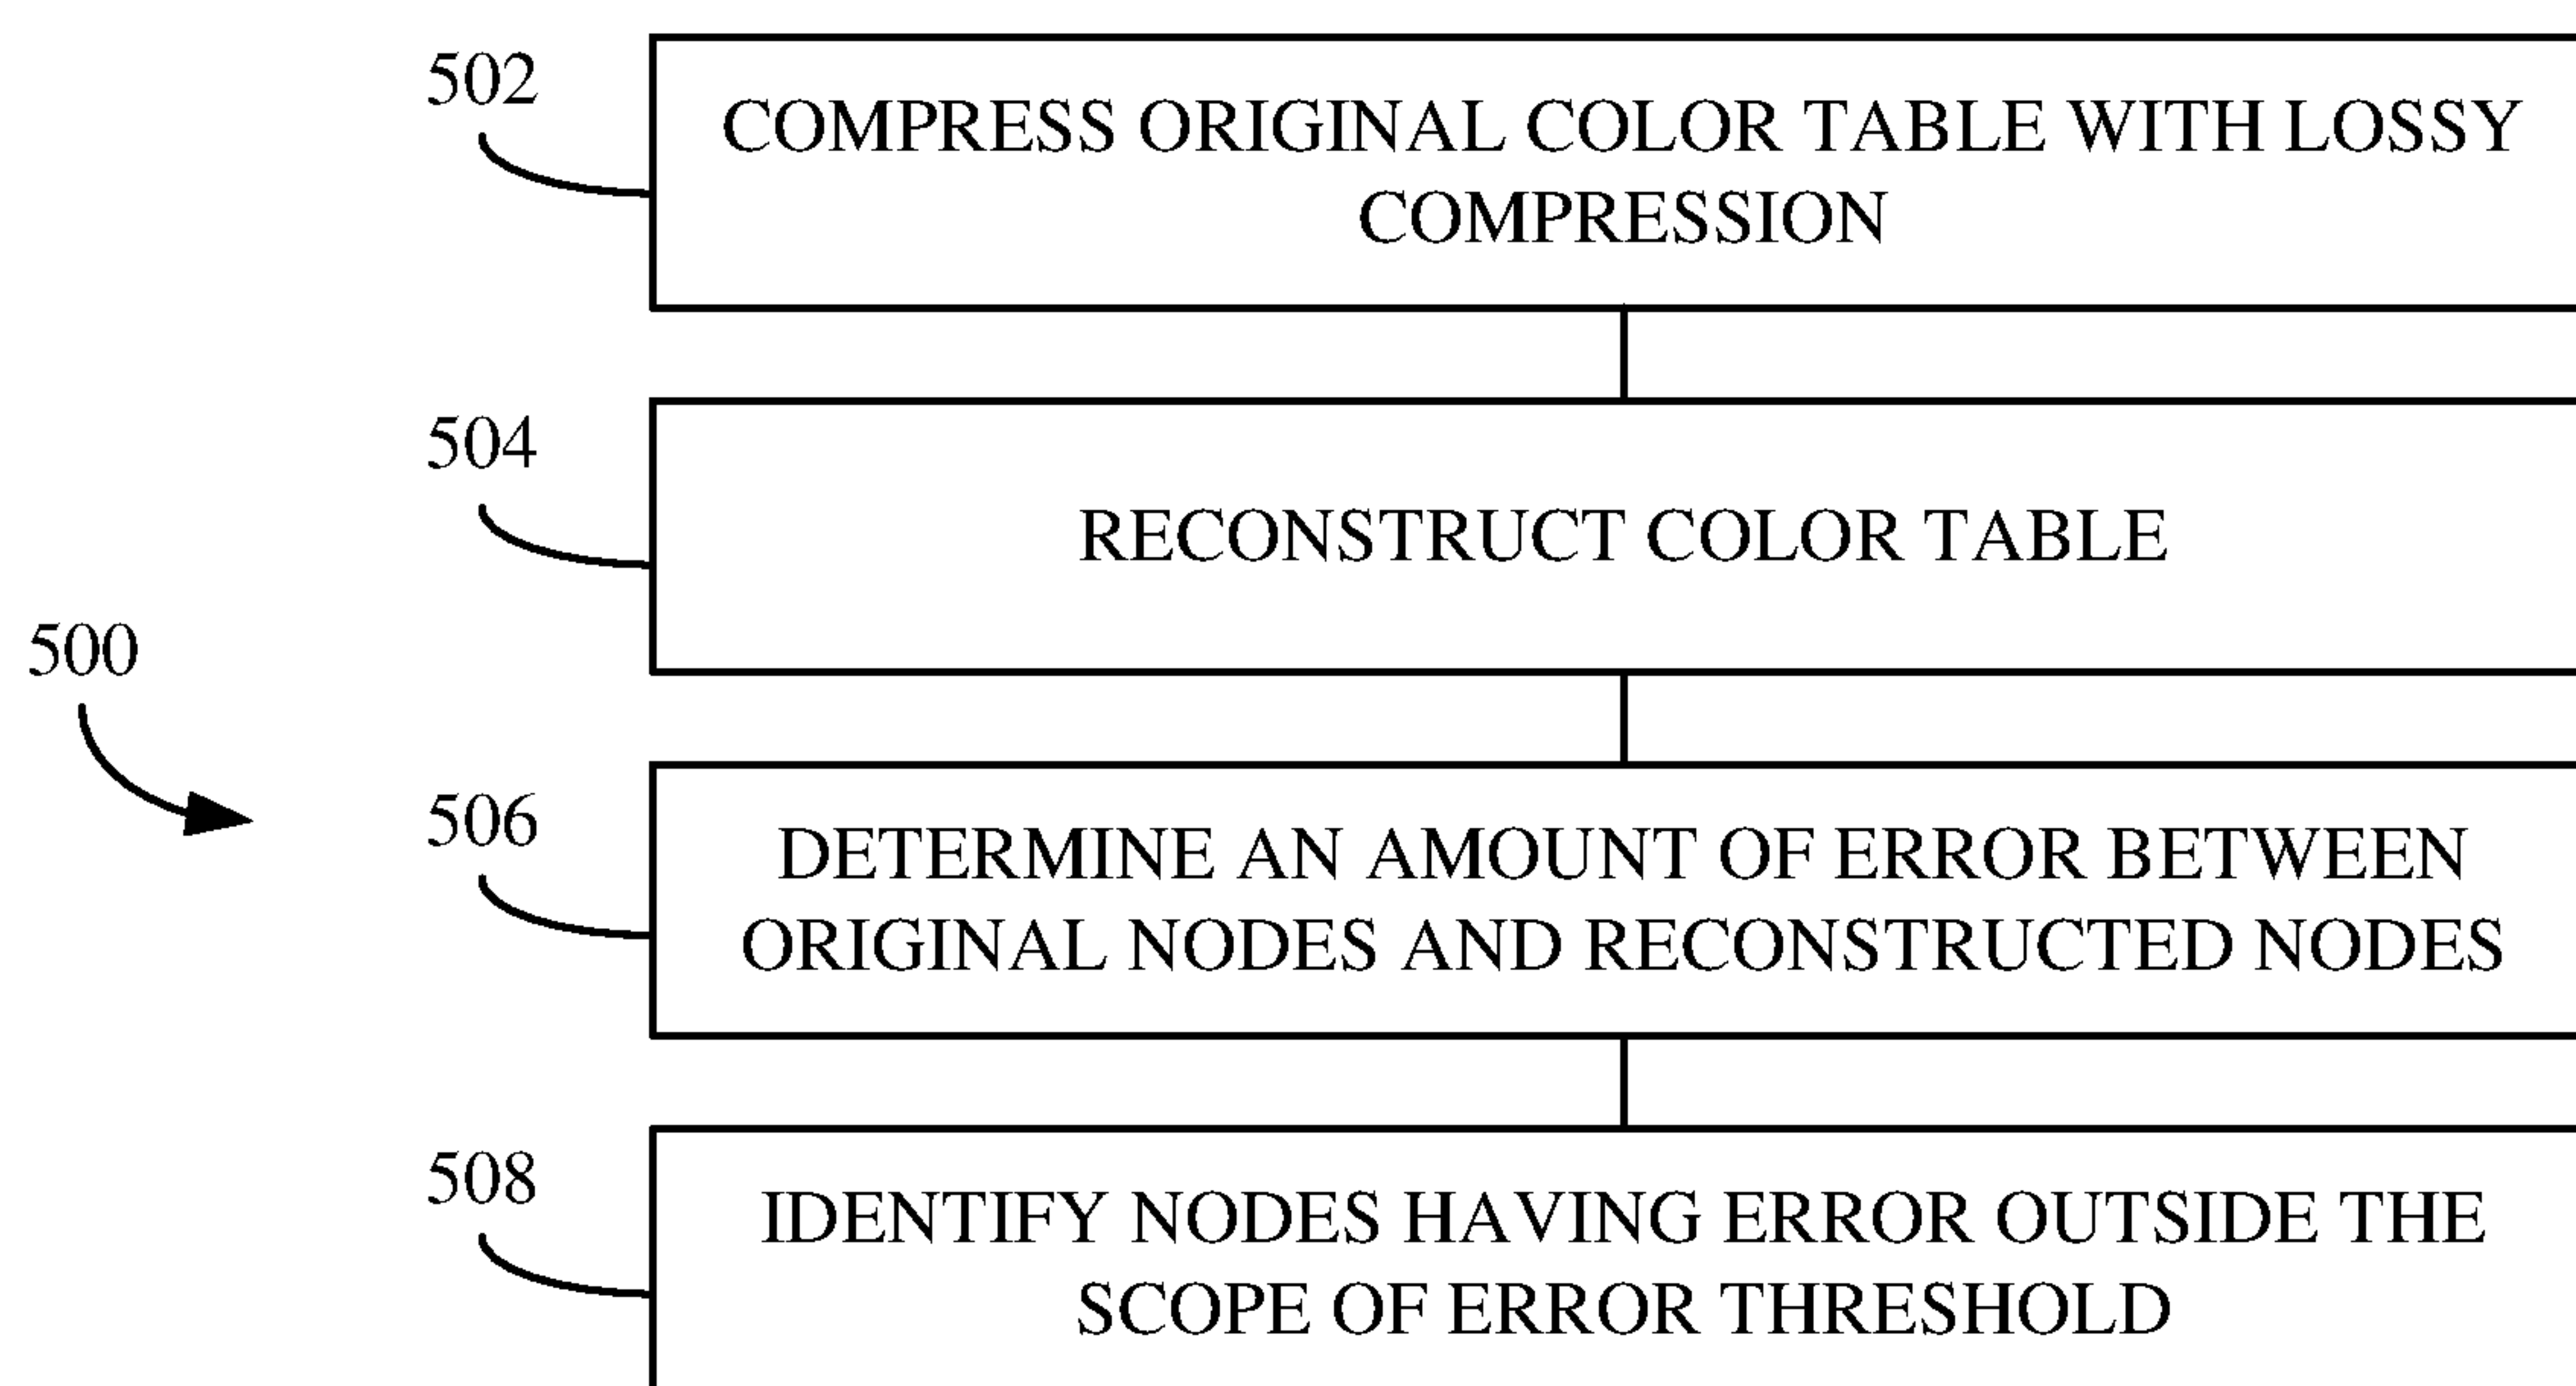 502
COMPRESS ORIGINAL COLOR TABLE WITH LOSSY
COMPRESSION
504
RECONSTRUCT COLOR TABLE
500
506
DETERMINE AN AMOUNT OF ERROR BETWEEN
ORIGINAL NODES AND RECONSTRUCTED NODES
508
IDENTIFY NODES HAVING ERROR OUTSIDE THE
SCOPE OF ERROR THRESHOLD